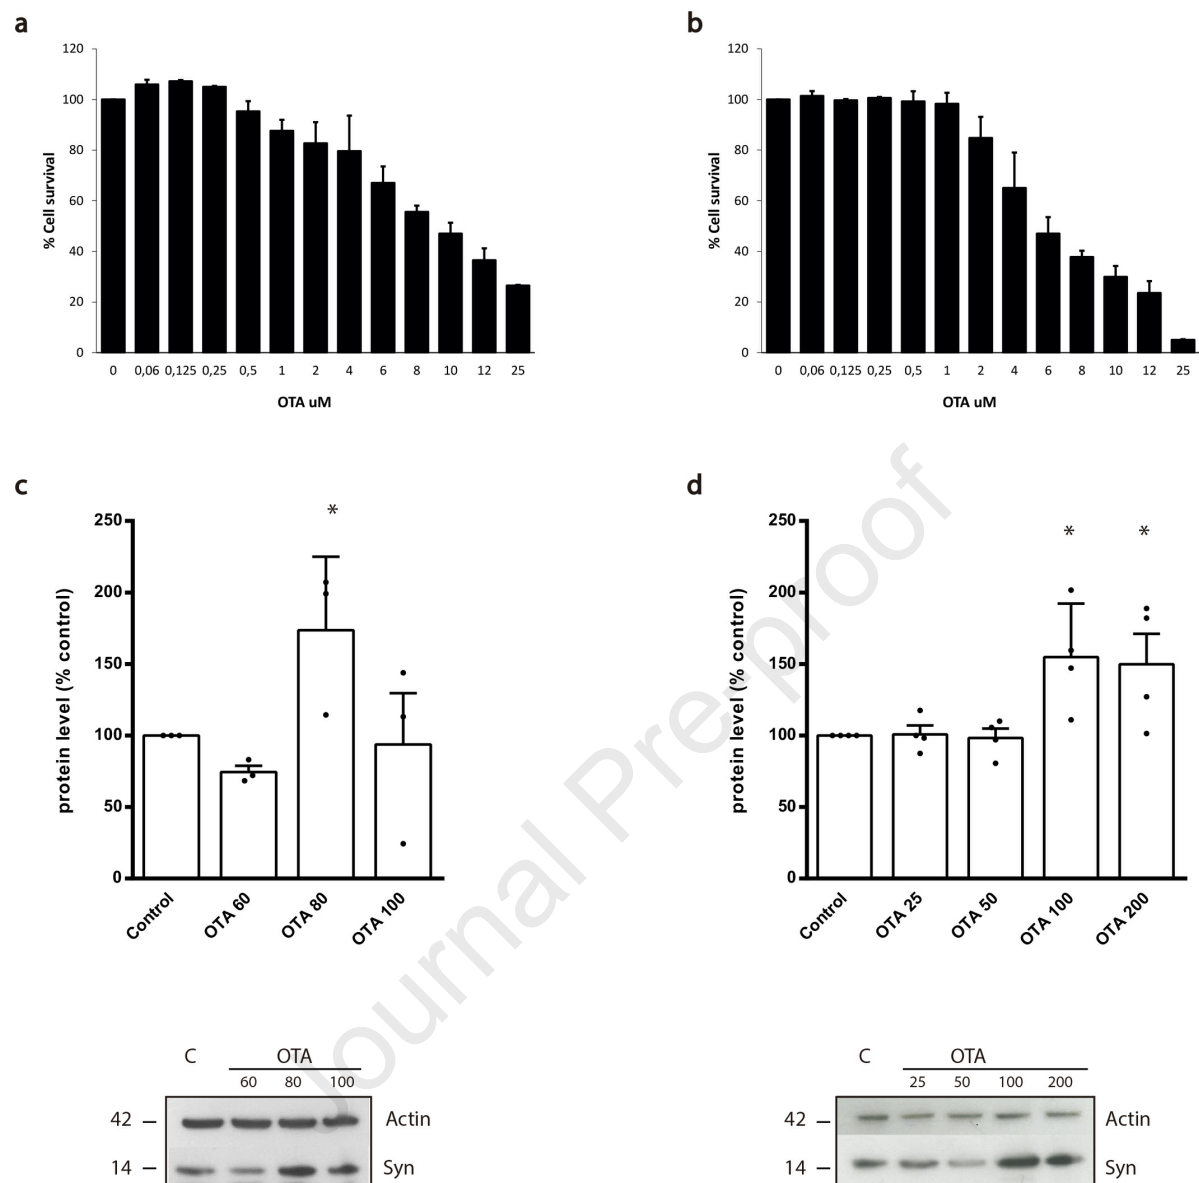 a
120
100
80
60
40
20
0
% Cell survival
0 0,06 0,125 0,25 0,5 1 2 4 6 8 10 12 25
OTA uM
b
120
100
80
60
40
20
0
% Cell survival
0 0,06 0,125 0,25 0,5 1 2 4 6 8 10 12 25
OTA uM
c
*
250
200
150
100
50
0
protein level (% control)
Control OTA 60 OTA 80 OTA 100
d
* *
250
200
150
100
50
0
protein level (% control)
Control OTA 25 OTA 50 OTA 100 OTA 200
Journal Pre-proof
C OTA
60 80 100
42 – Actin
14 – Syn
C OTA
25 50 100 200
42 – Actin
14 – Syn